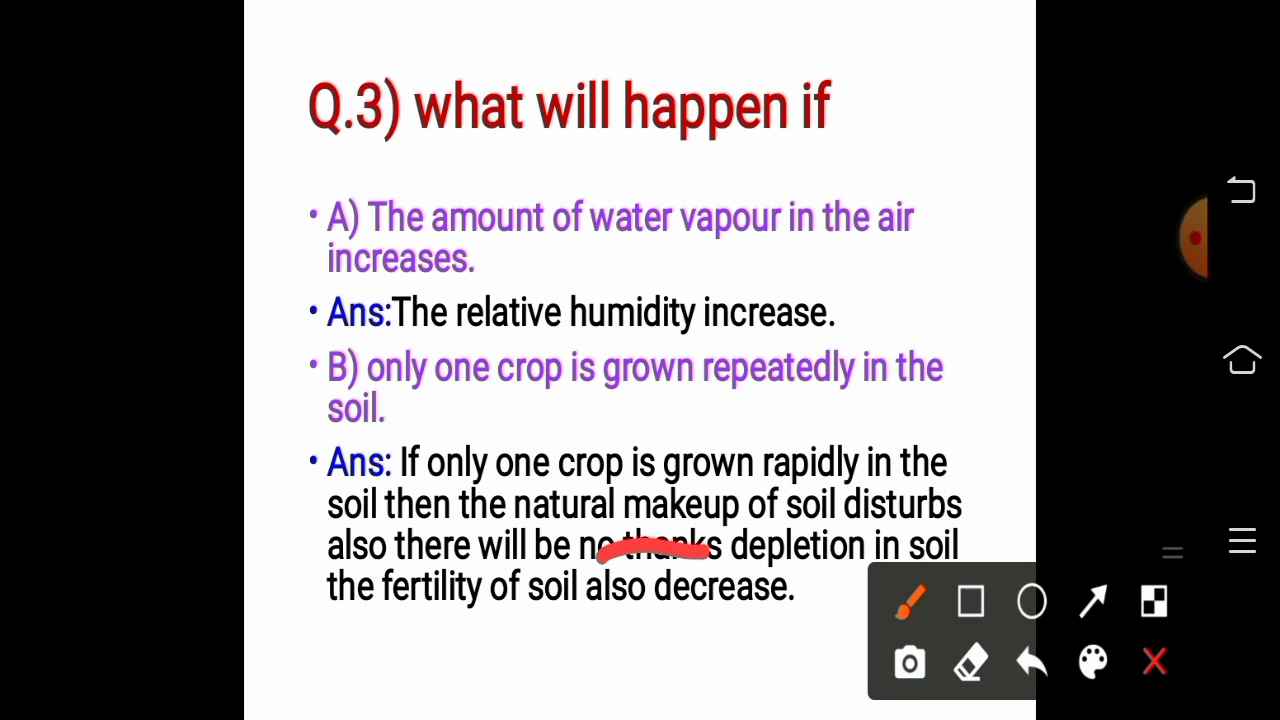 Q.3) what will happen if
• A) The amount of water vapour in the air
increases.
• Ans:The relative humidity increase.
• B) only one crop is grown repeatedly in the
soil.
• Ans: If only one crop is grown rapidly in the
soil then the natural makeup of soil disturbs
also there will be no thanks depletion in soil
the fertility of soil also decrease.